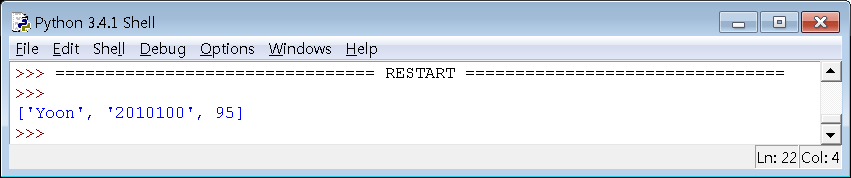 Python 3.4.1 Shell
File Edit Shell Debug Options Windows Help
>>> ================================ RESTART ================================
>>>
['Yoon', '2010100', 95]
>>>
Ln: 22 Col: 4